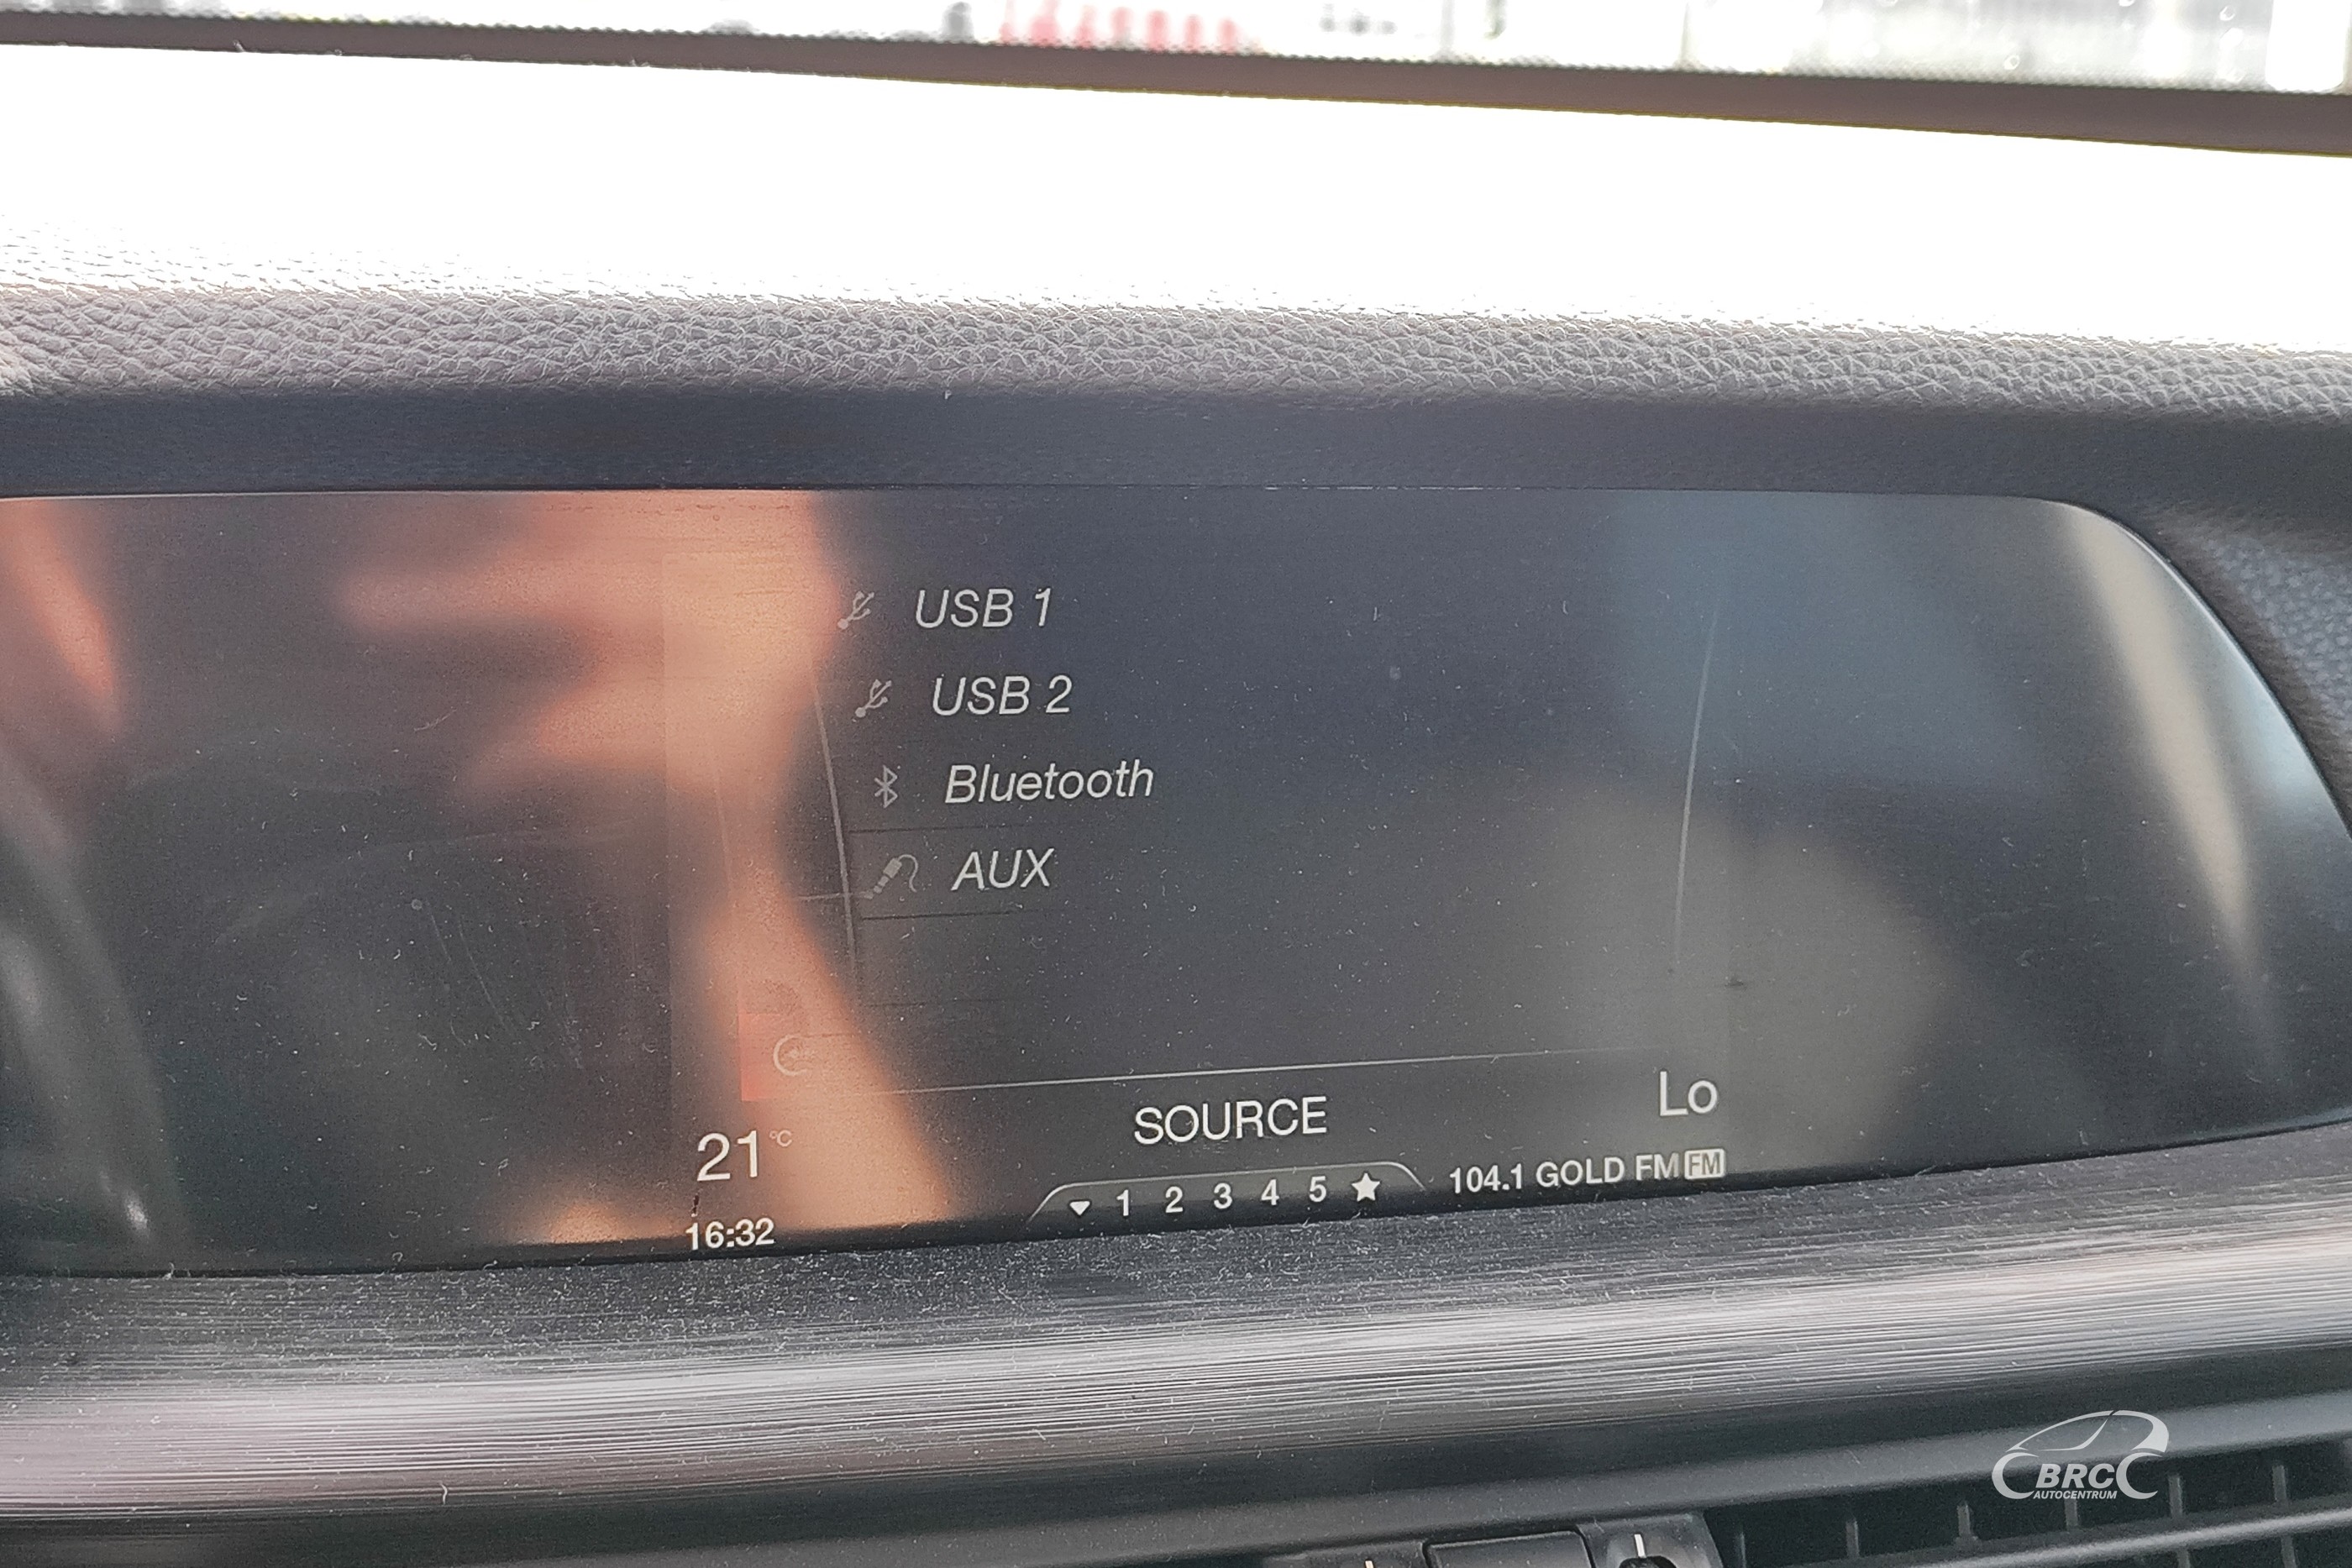 USB 1
USB 2
Bluetooth
AUX
SOURCE
Lo
21 °C
1 2 3 4 5
104.1 GOLD FM FM
16:32
BRC
AUTOCENTRUM